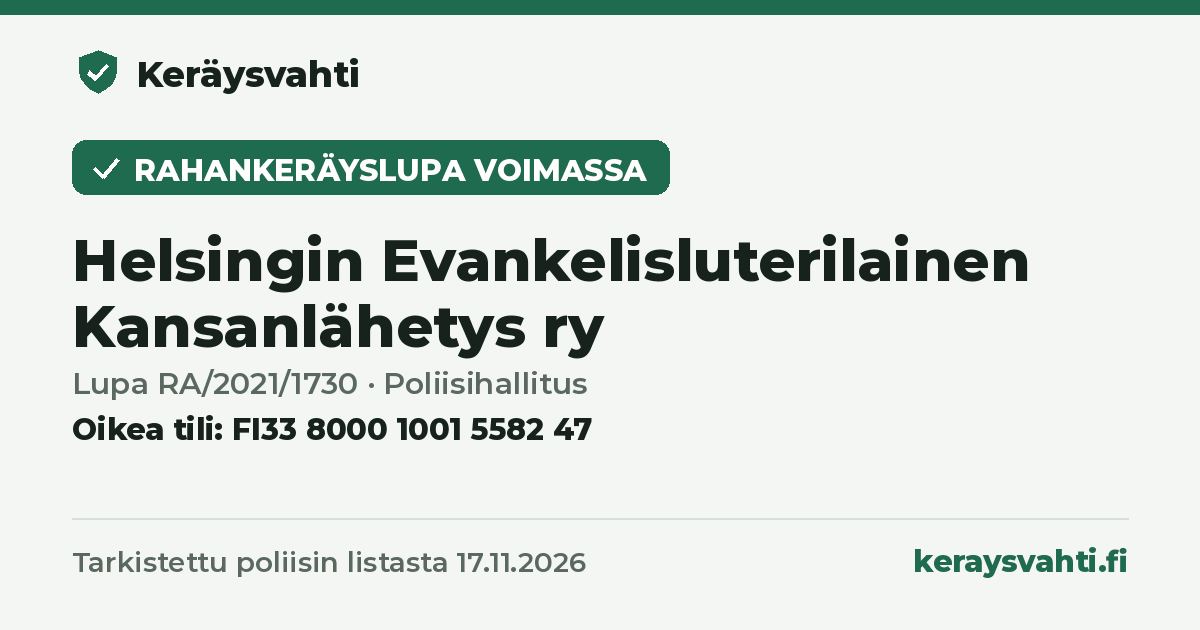 Keräysvahti
RAHANKERÄYSLUPA VOIMASSA
Helsingin Evankelisluterilainen
Kansanlähetys ry
Lupa RA/2021/1730 · Poliisihallitus
Oikea tili: FI33 8000 1001 5582 47
Tarkistettu poliisin listasta 17.11.2026
keraysvahti.fi